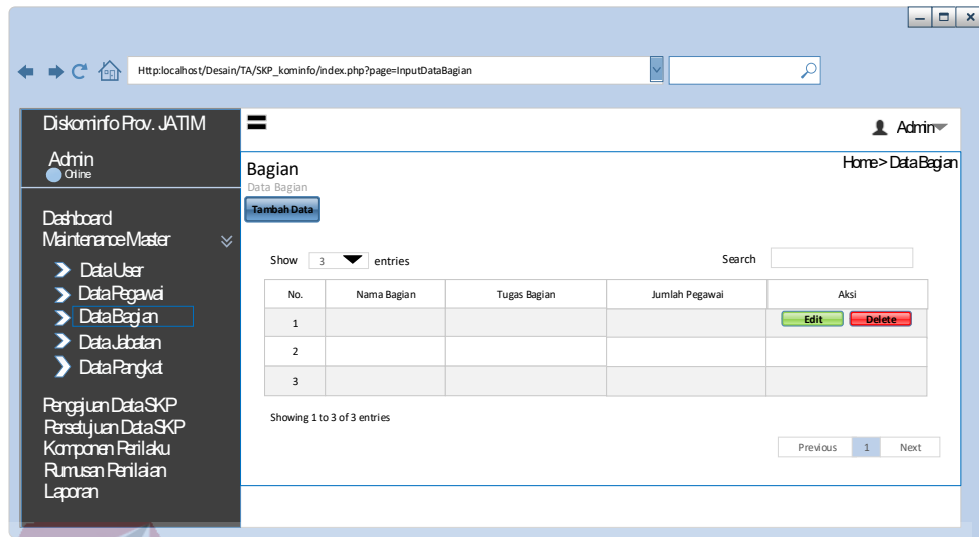 Http:localhost/Desain/TA/SKP_kominfo/index.php?page=InputDataBagian
Diskominfo Prov. JATIM
Admin
Online
Dashboard
Maintenance Master
Data User
Data Pegawai
Data Bagian
Data Jabatan
Data Pangkat
Pengajuan Data SKP
Persetujuan Data SKP
Komponen Perilaku
Rumusan Penilaian
Laporan
Admin
Home > Data Bagian
Bagian
Data Bagian
Tambah Data
Show 3 entries Search
No. Nama Bagian Tugas Bagian Jumlah Pegawai Aksi
1 Edit Delete
2
3
Showing 1 to 3 of 3 entries
Previous 1 Next